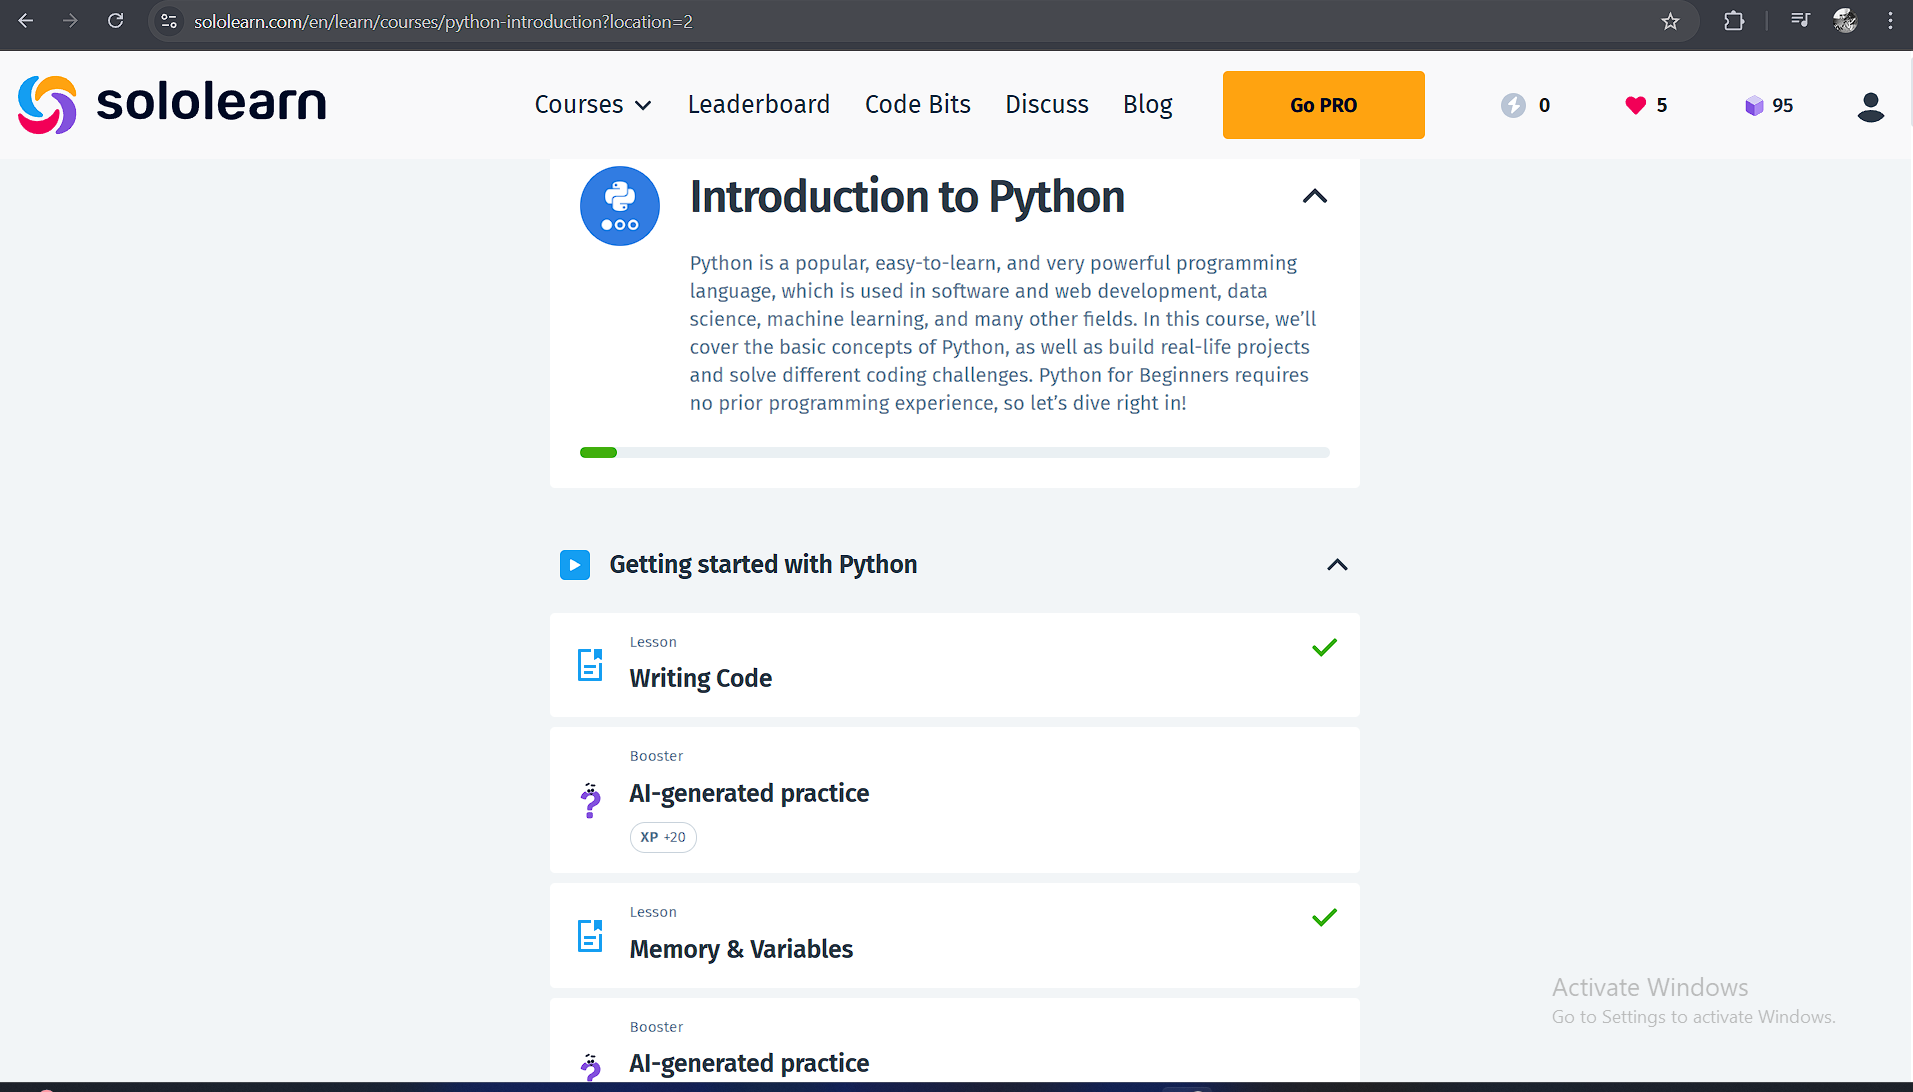 sololearn.com/en/learn/courses/python-introduction?location=2
sololearn
Courses
Leaderboard
Code Bits
Discuss
Blog
Go PRO
0
5
95
Introduction to Python
Python is a popular, easy-to-learn, and very powerful programming
language, which is used in software and web development, data
science, machine learning, and many other fields. In this course, we’ll
cover the basic concepts of Python, as well as build real-life projects
and solve different coding challenges. Python for Beginners requires
no prior programming experience, so let’s dive right in!
Getting started with Python
Lesson
Writing Code
Booster
AI-generated practice
XP +20
Lesson
Memory & Variables
Booster
AI-generated practice
Activate Windows
Go to Settings to activate Windows.